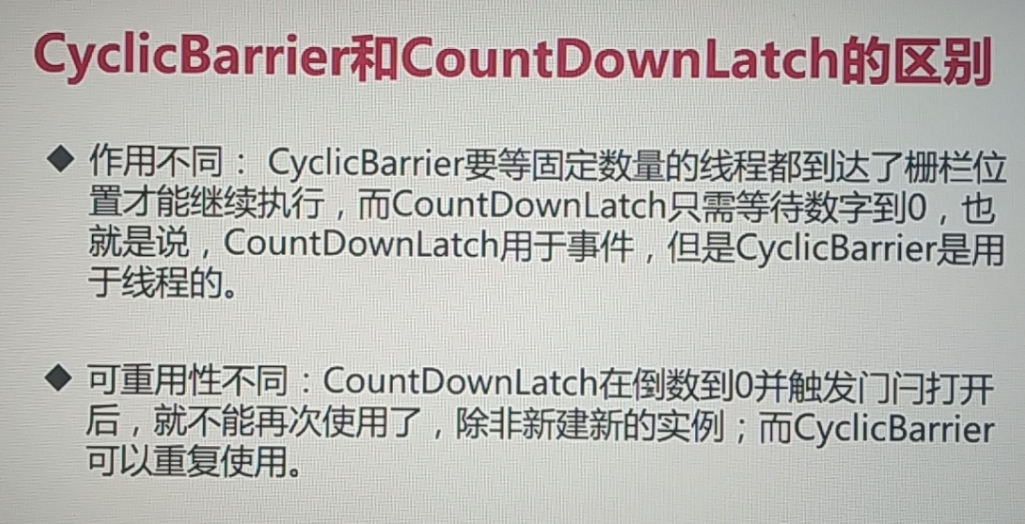 CyclicBarrier和CountDownLatch的区别
◆ 作用不同： CyclicBarrier要等固定数量的线程都到达了栅栏位
置才能继续执行，而CountDownLatch只需等待数字到0，也
就是说，CountDownLatch用于事件，但是CyclicBarrier是用
于线程的。
◆ 可重用性不同：CountDownLatch在倒数到0并触发门闩打开
后，就不能再次使用了，除非新建新的实例；而CyclicBarrier
可以重复使用。